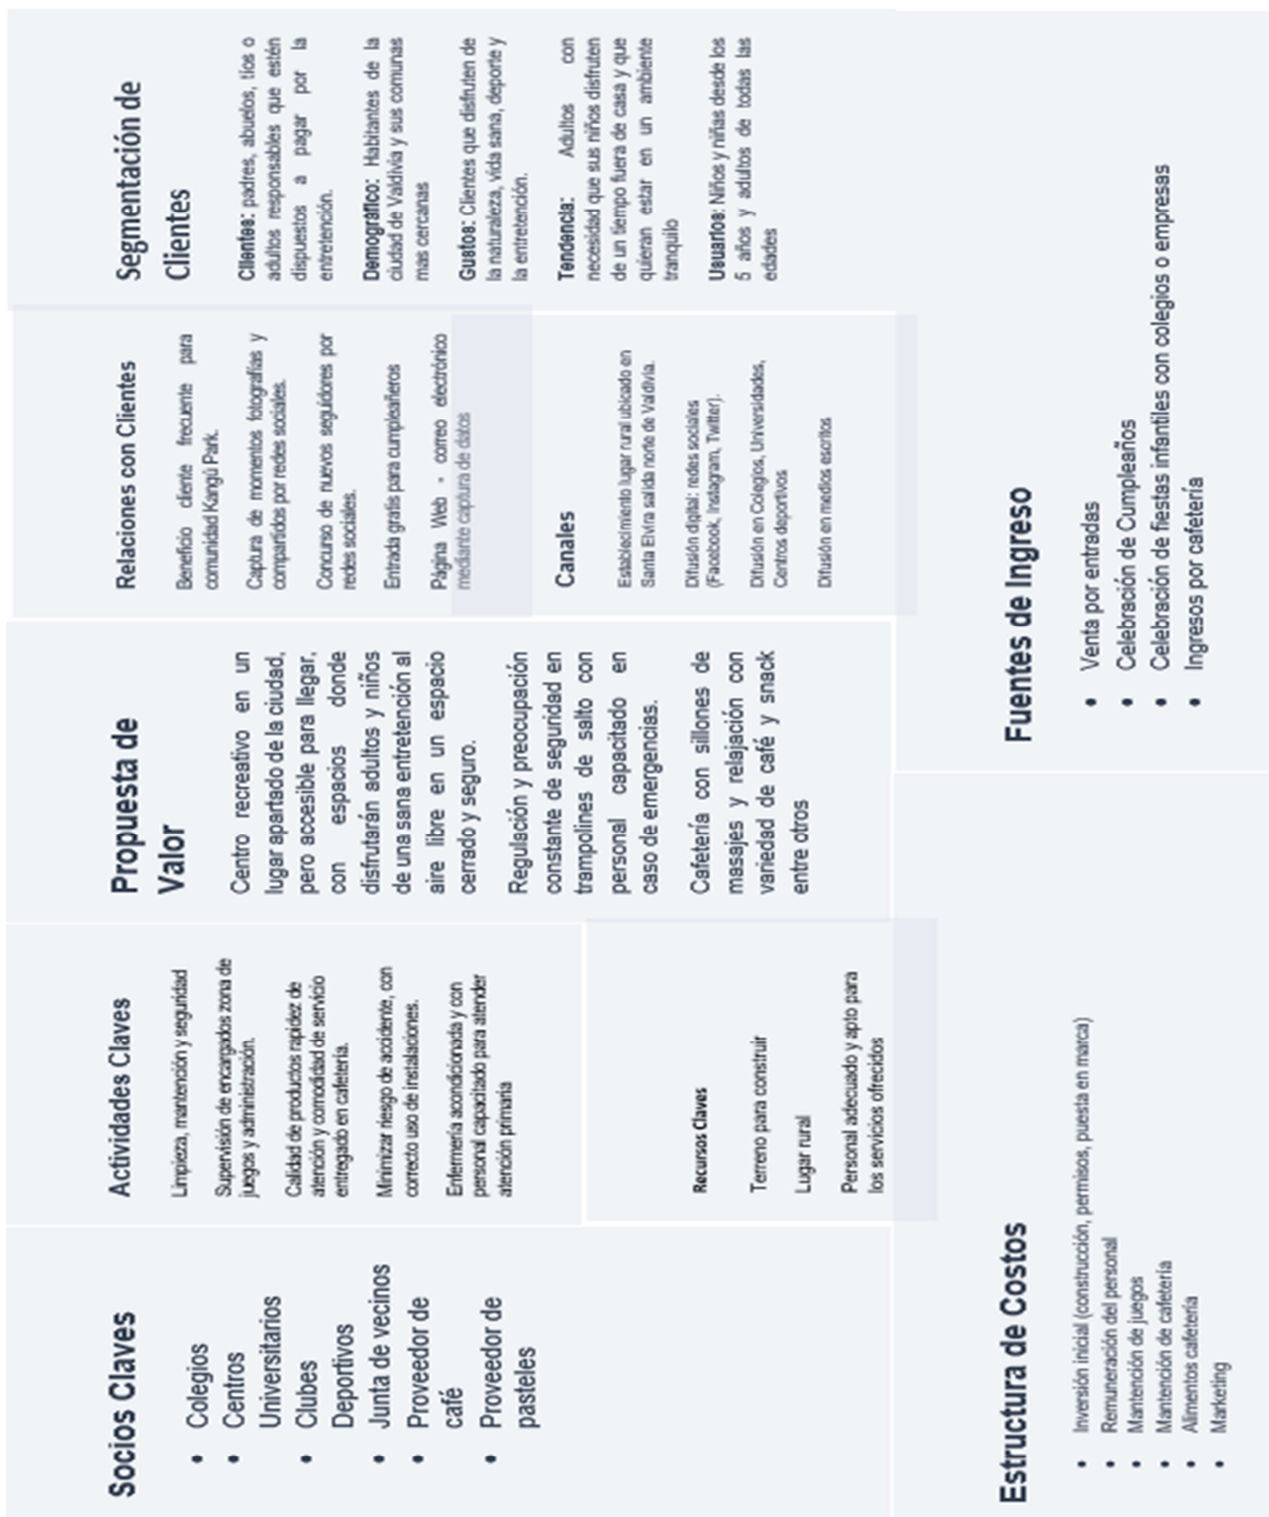 Socios Claves
• Colegios
• Centros
Universitarios
• Clubes
Deportivos
• Junta de vecinos
• Proveedor de
café
• Proveedor de
pasteles
Actividades Claves
Limpieza, mantención y seguridad
Supervisión de encargados zona de
juegos y administración.
Calidad de productos rapidez de
atención y comodidad de servicio
entregado en cafetería.
Minimizar riesgo de accidente, con
correcto uso de instalaciones.
Enfermería acondicionada y con
personal capacitado para atender
atención primaria
Recursos Claves
Terreno para construir
Lugar rural
Personal adecuado y apto para
los servicios ofrecidos
Propuesta de
Valor
Centro recreativo en un
lugar apartado de la ciudad,
pero accesible para llegar,
con espacios donde
disfrutarán adultos y niños
de una sana entretención al
aire libre en un espacio
cerrado y seguro.
Regulación y preocupación
constante de seguridad en
trampolines de salto con
personal capacitado en
caso de emergencias.
Cafetería con sillones de
masajes y relajación con
variedad de café y snack
entre otros
Relaciones con Clientes
Beneficio cliente frecuente para
comunidad Kangú Park.
Captura de momentos fotografías y
compartidos por redes sociales.
Concurso de nuevos seguidores por
redes sociales.
Entrada gratis para cumpleañeros
Página Web - correo electrónico
mediante captura de datos
Canales
Establecimiento lugar rural ubicado en
Santa Elvira salida norte de Valdivia.
Difusión digital: redes sociales
(Facebook, Instagram, Twitter).
Difusión en Colegios, Universidades,
Centros deportivos
Difusión en medios escritos
Segmentación de
Clientes
Clientes: padres, abuelos, tíos o
adultos responsables que estén
dispuestos a pagar por la
entretención.
Demográfico: Habitantes de la
ciudad de Valdivia y sus comunas
mas cercanas
Gustos: Clientes que disfruten de
la naturaleza, vida sana, deporte y
la entretención.
Tendencia: Adultos con
necesidad que sus niños disfruten
de un tiempo fuera de casa y que
quieran estar en un ambiente
tranquilo
Usuarios: Niños y niñas desde los
5 años y adultos de todas las
edades
Estructura de Costos
• Inversión inicial (construcción, permisos, puesta en marca)
• Remuneración del personal
• Mantención de juegos
• Mantención de cafetería
• Alimentos cafetería
• Marketing
Fuentes de Ingreso
• Venta por entradas
• Celebración de Cumpleaños
• Celebración de fiestas infantiles con colegios o empresas
• Ingresos por cafetería